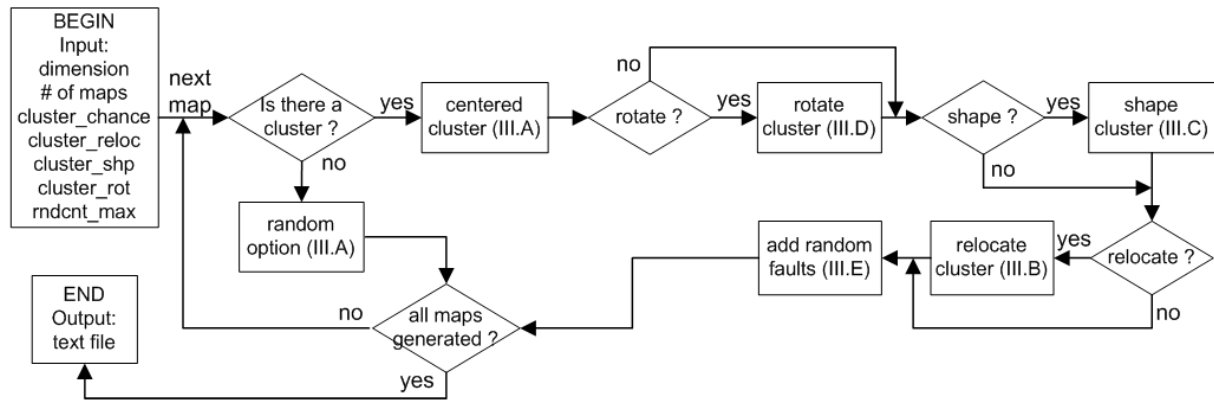 BEGIN
Input:
dimension
# of maps
cluster_chance
cluster_reloc
cluster_shp
cluster_rot
rndcnt_max
next
map
Is there a
cluster ?
yes
no
centered
cluster (III.A)
rotate ?
no
yes
rotate
cluster (III.D)
shape ?
yes
no
shape
cluster (III.C)
random
option (III.A)
add random
faults (III.E)
relocate
cluster (III.B)
yes
relocate ?
no
END
Output:
text file
no
all maps
generated ?
yes